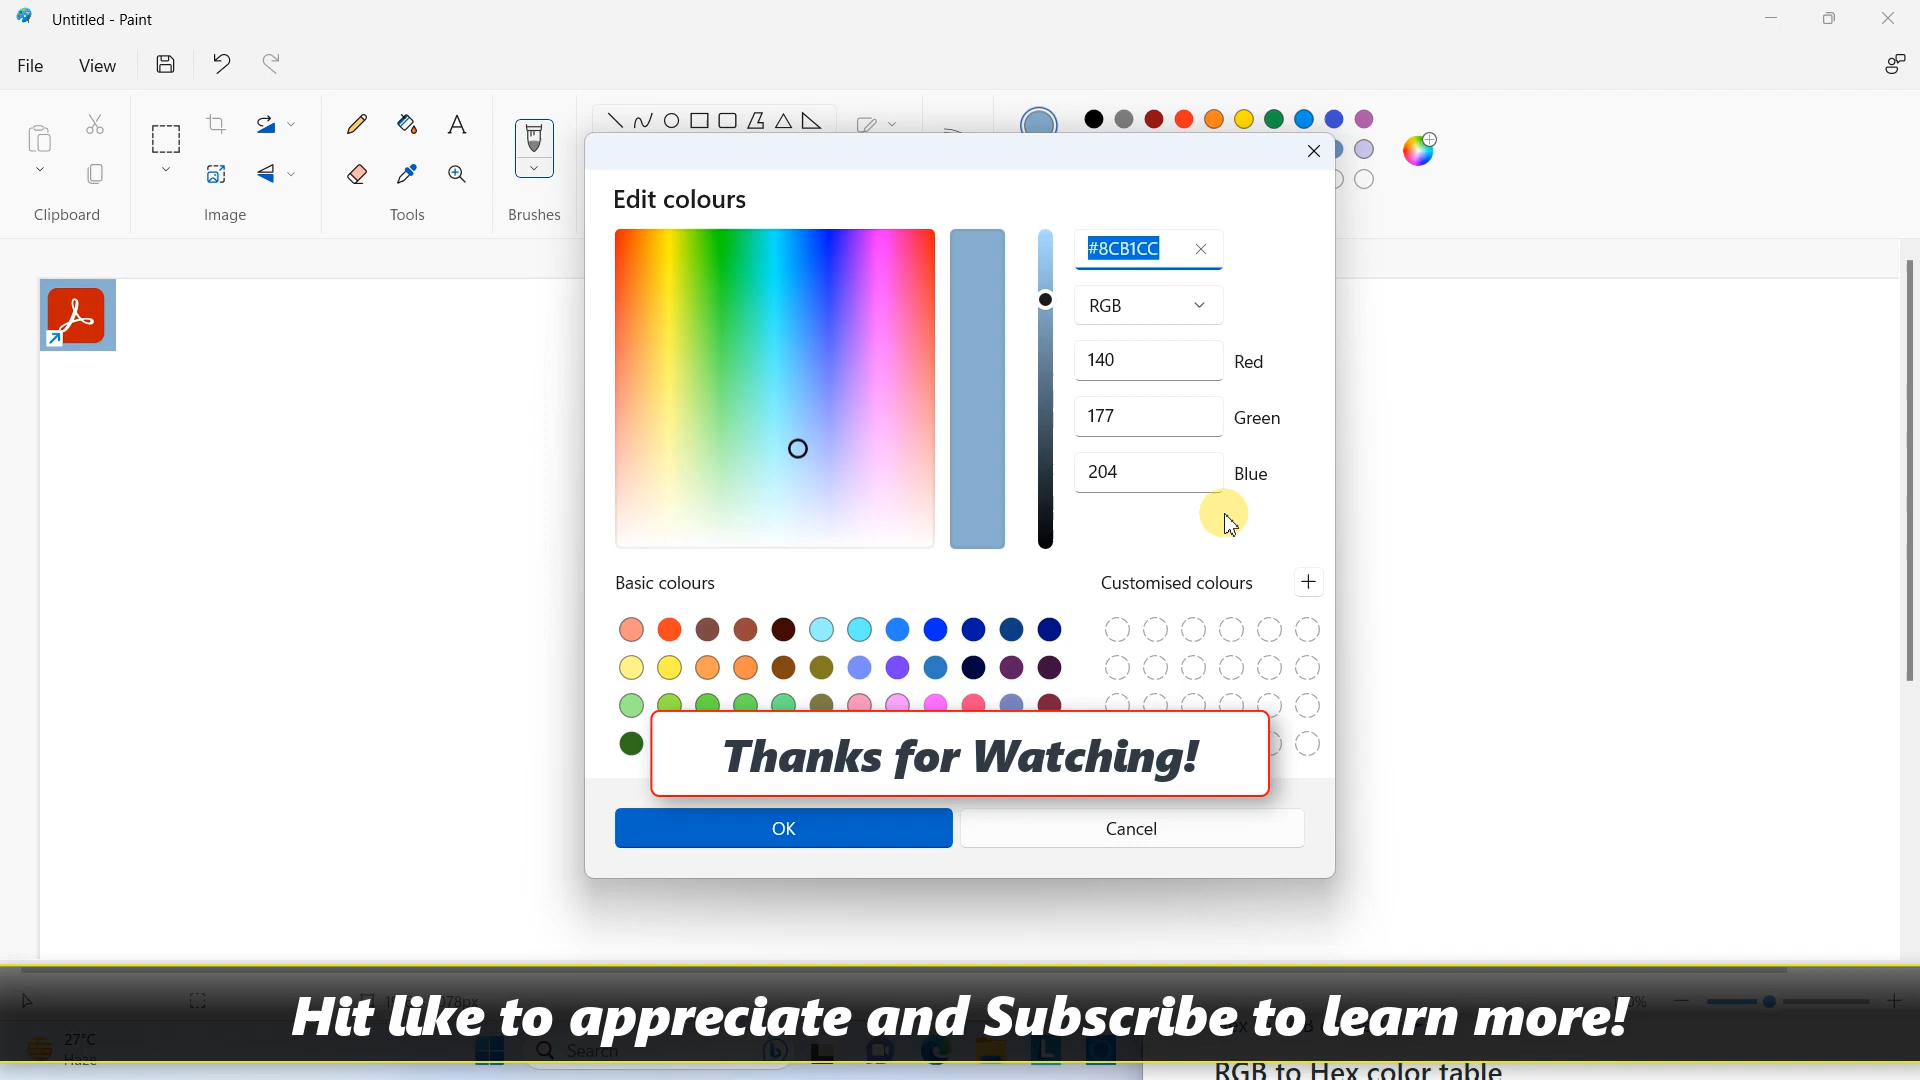 Untitled - Paint
File View
Clipboard
Image
Tools
Brushes
Edit colours
#8CB1CC
RGB
140 Red
177 Green
204 Blue
Basic colours
Customised colours
Thanks for Watching!
OK
Cancel
Hit like to appreciate and Subscribe to learn more!
27°C
Haze
Search
RGB to Hex color table